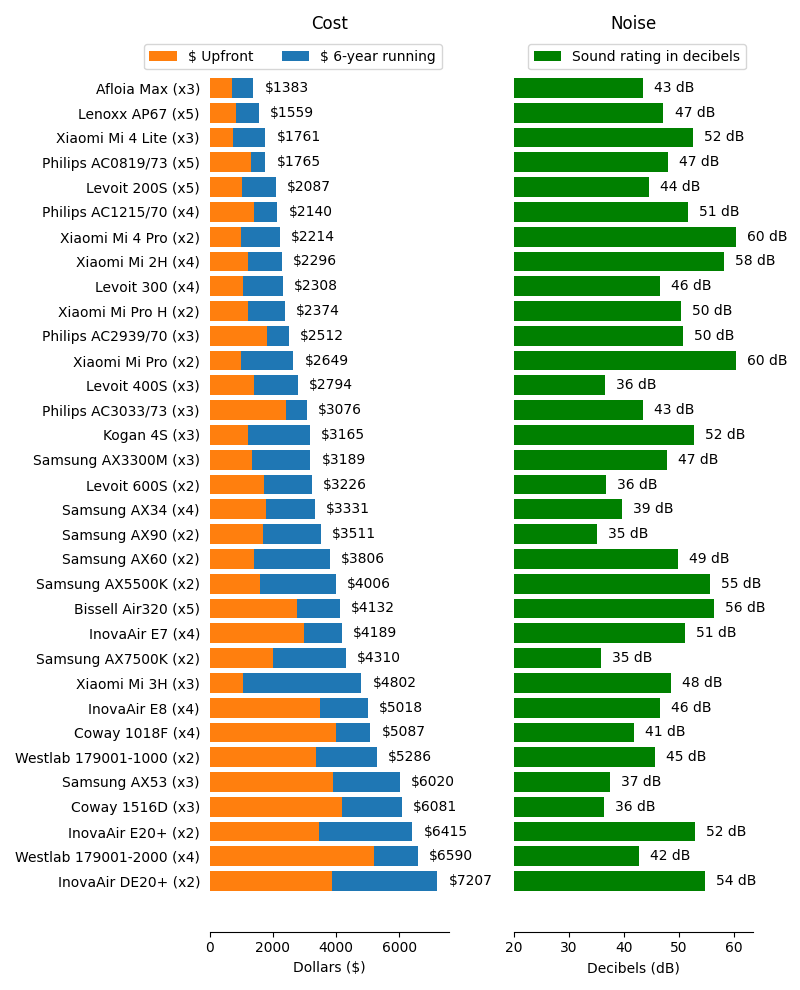 Cost Noise
$ Upfront $ 6-year running Sound rating in decibels
Afloia Max (x3) $1383 43 dB
Lenoxx AP67 (x5) $1559 47 dB
Xiaomi Mi 4 Lite (x3) $1761 52 dB
Philips AC0819/73 (x5) $1765 47 dB
Levoit 200S (x5) $2087 44 dB
Philips AC1215/70 (x4) $2140 51 dB
Xiaomi Mi 4 Pro (x2) $2214 60 dB
Xiaomi Mi 2H (x4) $2296 58 dB
Levoit 300 (x4) $2308 46 dB
Xiaomi Mi Pro H (x2) $2374 50 dB
Philips AC2939/70 (x3) $2512 50 dB
Xiaomi Mi Pro (x2) $2649 60 dB
Levoit 400S (x3) $2794 36 dB
Philips AC3033/73 (x3) $3076 43 dB
Kogan 4S (x3) $3165 52 dB
Samsung AX3300M (x3) $3189 47 dB
Levoit 600S (x2) $3226 36 dB
Samsung AX34 (x4) $3331 39 dB
Samsung AX90 (x2) $3511 35 dB
Samsung AX60 (x2) $3806 49 dB
Samsung AX5500K (x2) $4006 55 dB
Bissell Air320 (x5) $4132 56 dB
InovaAir E7 (x4) $4189 51 dB
Samsung AX7500K (x2) $4310 35 dB
Xiaomi Mi 3H (x3) $4802 48 dB
InovaAir E8 (x4) $5018 46 dB
Coway 1018F (x4) $5087 41 dB
Westlab 179001-1000 (x2) $5286 45 dB
Samsung AX53 (x3) $6020 37 dB
Coway 1516D (x3) $6081 36 dB
InovaAir E20+ (x2) $6415 52 dB
Westlab 179001-2000 (x4) $6590 42 dB
InovaAir DE20+ (x2) $7207 54 dB
0 2000 4000 6000 20 30 40 50 60
Dollars ($) Decibels (dB)